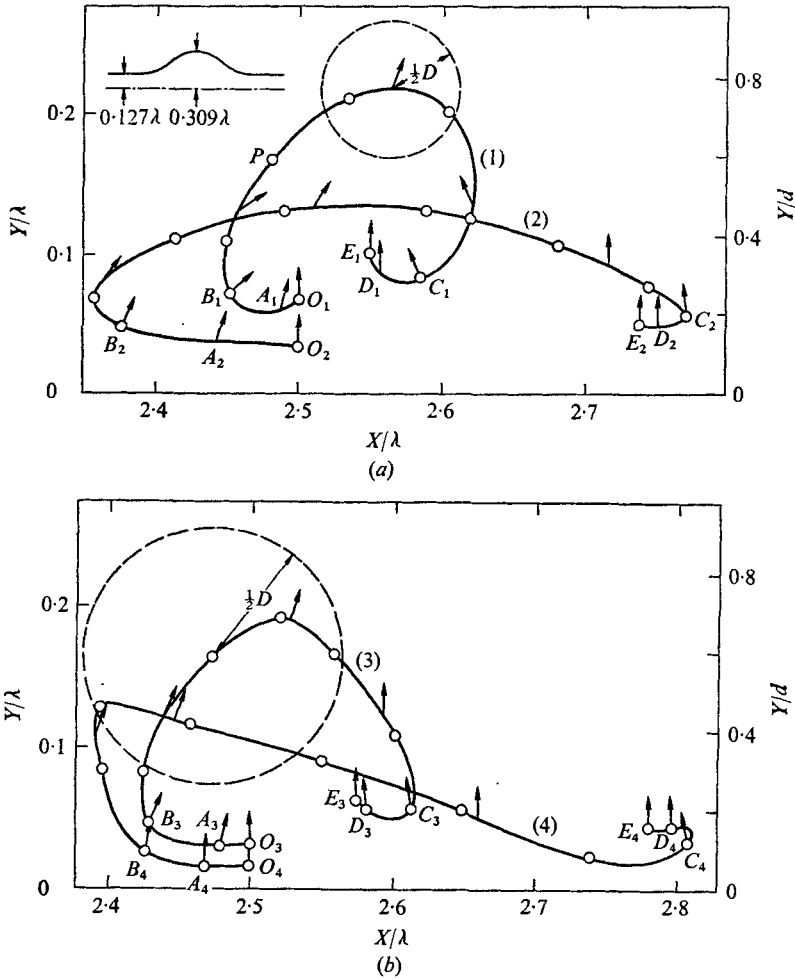 ½D
0·8
0·2
0·127λ 0·309λ
P
(1)
(2)
Y/λ
Y/d
0·1
0·4
E₁
D₁
C₁
B₁
A₁
O₁
B₂
A₂
O₂
E₂
D₂
C₂
0
0
2·4
2·5
2·6
2·7
X/λ
(a)
½D
0·8
0·2
(3)
Y/λ
Y/d
0·1
0·4
B₃
A₃
O₃
E₃
D₃
C₃
(4)
B₄
A₄
O₄
E₄
D₄
C₄
0
0
2·4
2·5
2·6
2·7
2·8
X/λ
(b)